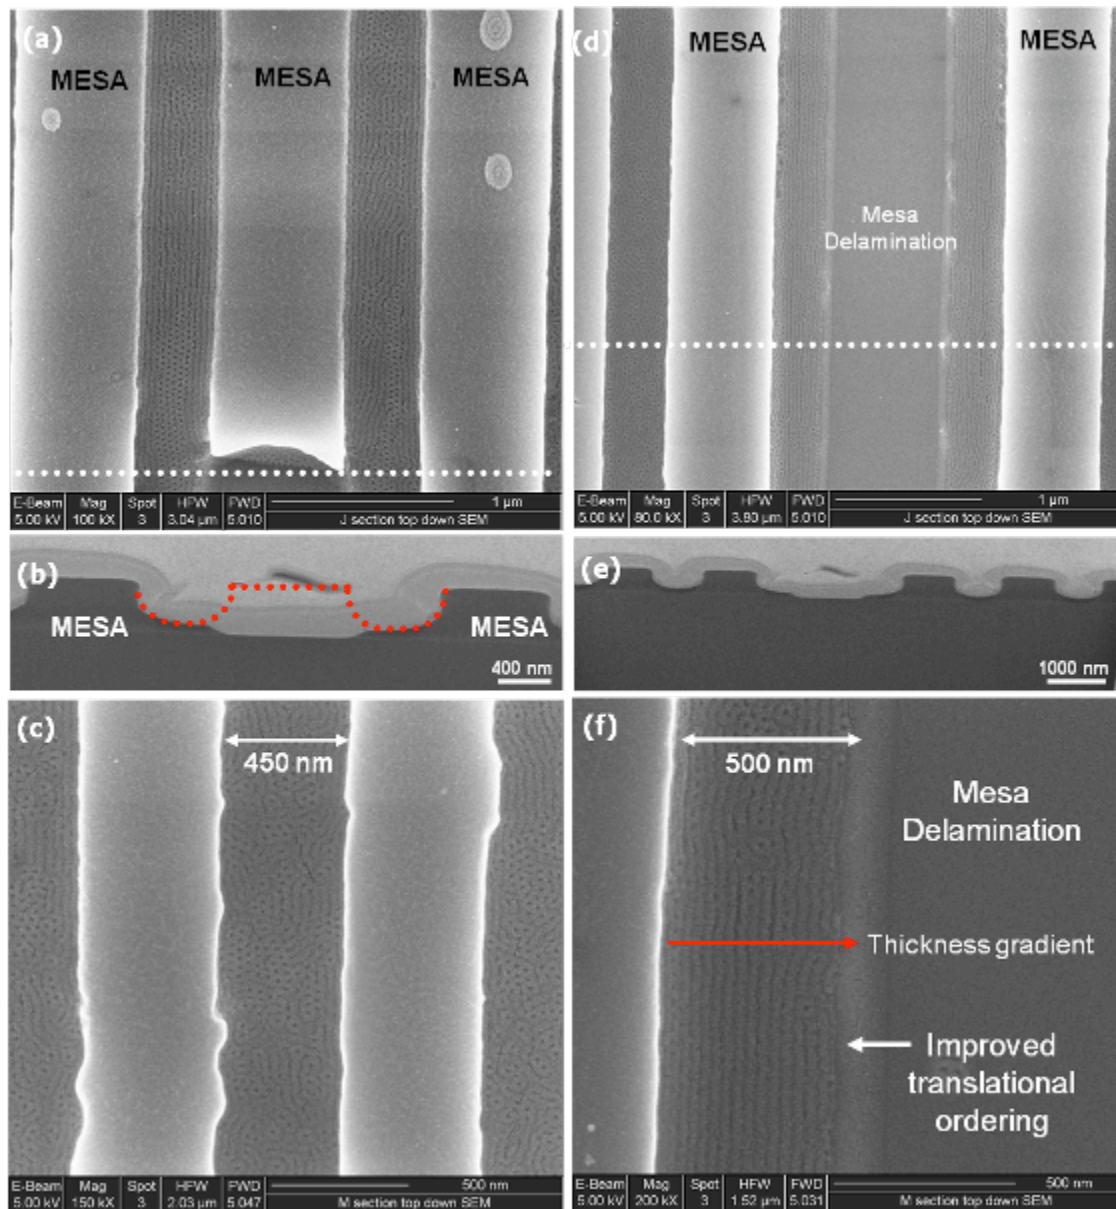 (a)
MESA
MESA
MESA
E-Beam Mag Spot HFW FWD 1 µm
5.00 kV 100 kX 3 3.04 µm 5.010 J section top down SEM
(b)
MESA
MESA
400 nm
(c)
450 nm
E-Beam Mag Spot HFW FWD 500 nm
5.00 kV 150 kX 3 2.03 µm 5.047 M section top down SEM
(d)
MESA
MESA
Mesa
Delamination
E-Beam Mag Spot HFW FWD 1 µm
5.00 kV 80.0 kX 3 3.80 µm 5.010 J section top down SEM
(e)
1000 nm
(f)
500 nm
Mesa
Delamination
Thickness gradient
Improved
translational
ordering
E-Beam Mag Spot HFW FWD 500 nm
5.00 kV 200 kX 3 1.52 µm 5.031 M section top down SEM